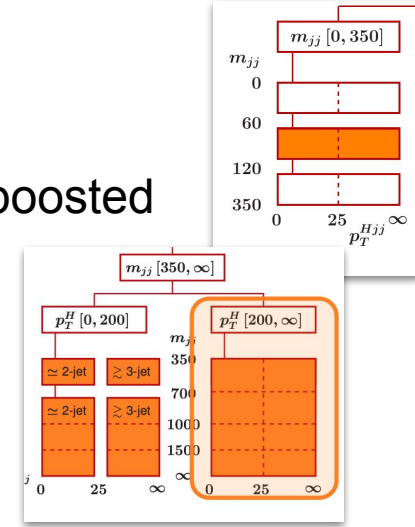 m_jj [0, 350]
m_jj
0
60
120
350
0 25 ∞
p_T^Hjj
boosted
m_jj [350, ∞]
p_T^H [0, 200] p_T^H [200, ∞]
m_jj
350
≃ 2-jet ≳ 3-jet
700
≃ 2-jet ≳ 3-jet
1000
1500
∞
j
0 25 ∞ 0 25 ∞